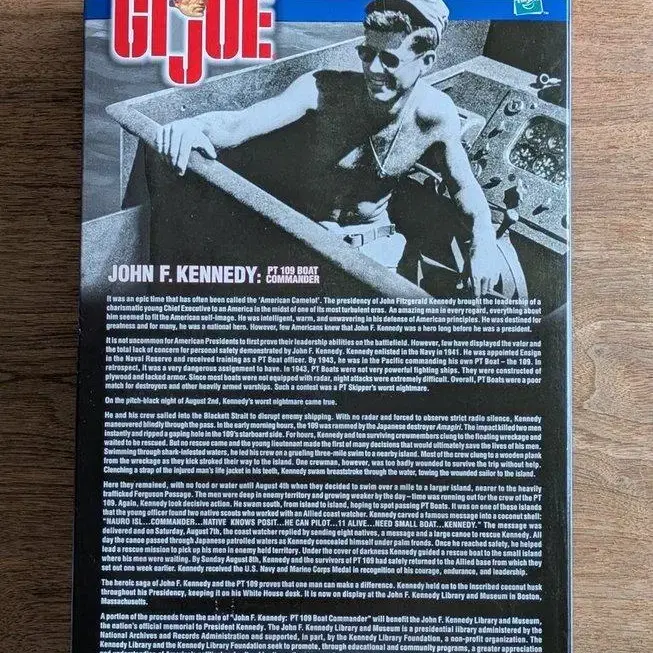 GI JOE
JOHN F. KENNEDY: PT 109 BOAT
COMMANDER
It was an epic time that has often been called the 'American Camelot'. The presidency of John Fitzgerald Kennedy brought the leadership of a
charismatic young Chief Executive to an America in the midst of one of its most turbulent eras. An amazing man in every regard, everything about
him seemed to fit the American self-image. He was intelligent, warm, and unwavering in his defense of American principles. He was destined for
greatness and for many, he was a national hero. However, few Americans knew that John F. Kennedy was a hero long before he was president.
It is not uncommon for American Presidents to first prove their leadership abilities on the battlefield. However, few have displayed the valor and
the total lack of concern for personal safety demonstrated by John F. Kennedy. Kennedy enlisted in the Navy in 1941. He was appointed Ensign
in the Naval Reserve and received training as a PT Boat officer. By 1943, he was in the Pacific commanding his own PT Boat – the 109. In
retrospect, it was a very dangerous assignment to have. In 1943, PT Boats were not very powerful fighting ships. They were constructed of
plywood and lacked armor. Since most boats were not equipped with radar, night attacks were extremely difficult. Overall, PT Boats were a poor
match for destroyers and other heavily armed warships. Such a contest was a PT Skipper's worst nightmare.
On the pitch-black night of August 2nd, Kennedy's worst nightmare came true.
He and his crew sailed into the Blackett Strait to disrupt enemy shipping. With no radar and forced to observe strict radio silence, Kennedy
maneuvered blindly through the pass. In the early morning hours, the 109 was rammed by the Japanese destroyer Amagiri. The impact killed two men
instantly and ripped a gaping hole in the 109's starboard side. For hours, Kennedy and ten surviving crewmembers clung to the floating wreckage and
waited to be rescued. But no rescue came and the young lieutenant made the first of many decisions that would ultimately save the lives of his men.
Swimming through shark-infested waters, he led his crew on a grueling three-mile swim to a nearby island. Most of the crew clung to a wooden plank
from the wreckage as they kick stroked their way to the island. One crewman, however, was too badly wounded to survive the trip without help.
Clenching a strap of the injured man's life jacket in his teeth, Kennedy swam breaststroke through the water, towing the wounded sailor to the island.
Here they remained, with no food or water until August 4th when they decided to swim over a mile to a larger island, nearer to the heavily
trafficked Ferguson Passage. The men were deep in enemy territory and growing weaker by the day – time was running out for the crew of the PT
109. Again, Kennedy took decisive action. He swam south, from island to island, hoping to spot passing PT Boats. It was on one of these islands
that the young officer found two native scouts who worked with an Allied coast watcher. Kennedy carved a famous message into a coconut shell:
"NAURO ISL...COMMANDER...NATIVE KNOWS POSIT...HE CAN PILOT...11 ALIVE...NEED SMALL BOAT...KENNEDY." The message was
delivered and on Saturday, August 7th, the coast watcher replied by sending eight natives, a message and a large canoe to rescue Kennedy. All
day the canoe passed through Japanese patrolled waters as Kennedy concealed himself under palm fronds. Once he reached safety, he helped
lead a rescue mission to pick up his men in enemy held territory. Under the cover of darkness Kennedy guided a rescue boat to the small island
where his men were waiting. By Sunday August 8th, Kennedy and the survivors of PT 109 had safely returned to the Allied base from which they
set out one week earlier. Kennedy received the U.S. Navy and Marine Corps Medal in recognition of his courage, endurance, and leadership.
The heroic saga of John F. Kennedy and the PT 109 proves that one man can make a difference. Kennedy held on to the inscribed coconut husk
throughout his Presidency, keeping it on his White House desk. It is now on display at the John F. Kennedy Library and Museum in Boston,
Massachusetts.
A portion of the proceeds from the sale of "John F. Kennedy: PT 109 Boat Commander" will benefit the John F. Kennedy Library and Museum,
the nation's official memorial to President Kennedy. The John F. Kennedy Library and Museum is a presidential library administered by the
National Archives and Records Administration and supported, in part, by the Kennedy Library Foundation, a non-profit organization. The
Kennedy Library and the Kennedy Library Foundation seek to promote, through educational and community programs, a greater appreciation